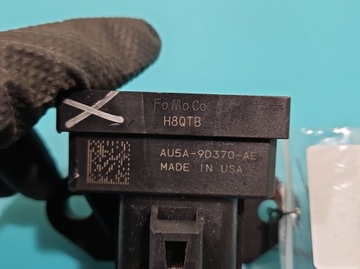 FoMoCo
H8QTB
AU5A-9D370-AE
MADE IN USA